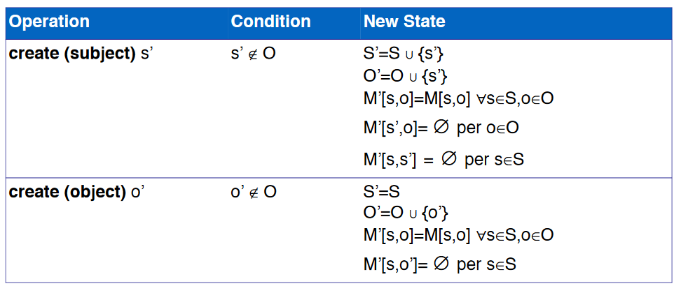 Operation Condition New State
create (subject) s' s' ∉ O S'=S ∪ {s'}
O'=O ∪ {s'}
M'[s,o]=M[s,o] ∀s∈S,o∈O
M'[s',o]= ∅ per o∈O
M'[s,s'] = ∅ per s∈S
create (object) o' o' ∉ O S'=S
O'=O ∪ {o'}
M'[s,o]=M[s,o] ∀s∈S,o∈O
M'[s,o']= ∅ per s∈S